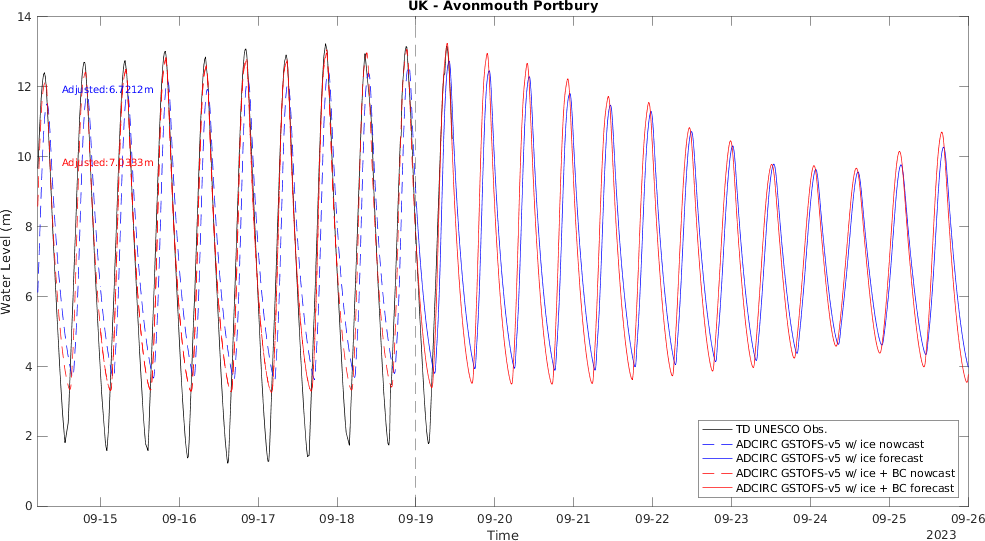 UK - Avonmouth Portbury
14
12
10
8
6
4
2
0
Water Level (m)
Adjusted:6.7212m
Adjusted:7.0393m
TD UNESCO Obs.
ADCIRC GSTOFS-v5 w/ ice nowcast
ADCIRC GSTOFS-v5 w/ ice forecast
ADCIRC GSTOFS-v5 w/ ice + BC nowcast
ADCIRC GSTOFS-v5 w/ ice + BC forecast
09-15 09-16 09-17 09-18 09-19 09-20 09-21 09-22 09-23 09-24 09-25 09-26
Time
2023